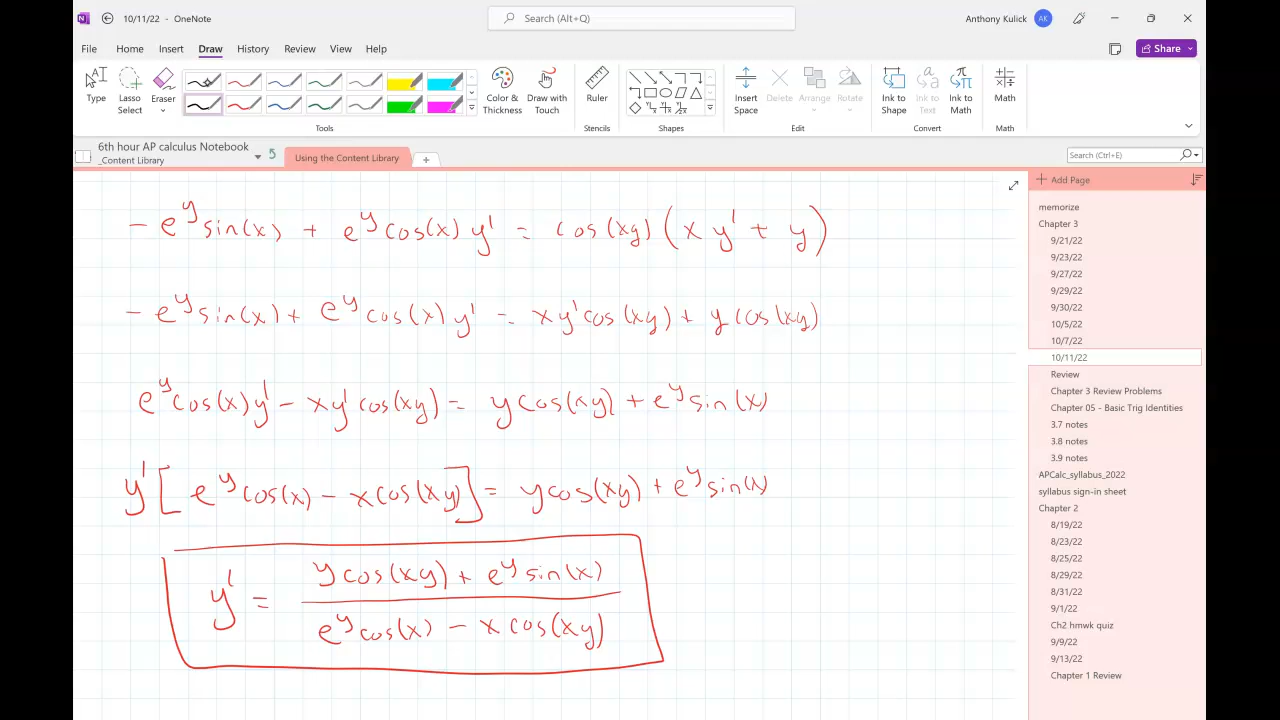 10/11/22 - OneNote
Search (Alt+Q)
Anthony Kulick
AK
File Home Insert Draw History Review View Help
Share
Type
Lasso Select
Eraser
Color & Thickness
Draw with Touch
Ruler
Insert Space
Delete
Arrange
Rotate
Ink to Shape
Ink to Text
Ink to Math
Math
Tools
Stencils
Shapes
Edit
Convert
Math
6th hour AP calculus Notebook
_Content Library
Using the Content Library
+
Search (Ctrl+E)
-e^y sin(x) + e^y cos(x) y' = cos(xy) (x y' + y)
-e^y sin(x) + e^y cos(x) y' = xy' cos(xy) + y cos(xy)
e^y cos(x) y' - xy' cos(xy) = y cos(xy) + e^y sin(x)
y' [ e^y cos(x) - x cos(xy) ] = y cos(xy) + e^y sin(x)
y' = (y cos(xy) + e^y sin(x)) / (e^y cos(x) - x cos(xy))
+ Add Page
memorize
Chapter 3
9/21/22
9/23/22
9/27/22
9/29/22
9/30/22
10/5/22
10/7/22
10/11/22
Review
Chapter 3 Review Problems
Chapter 05 - Basic Trig Identities
3.7 notes
3.8 notes
3.9 notes
APCalc_syllabus_2022
syllabus sign-in sheet
Chapter 2
8/19/22
8/23/22
8/25/22
8/29/22
8/31/22
9/1/22
Ch2 hmwk quiz
9/9/22
9/13/22
Chapter 1 Review